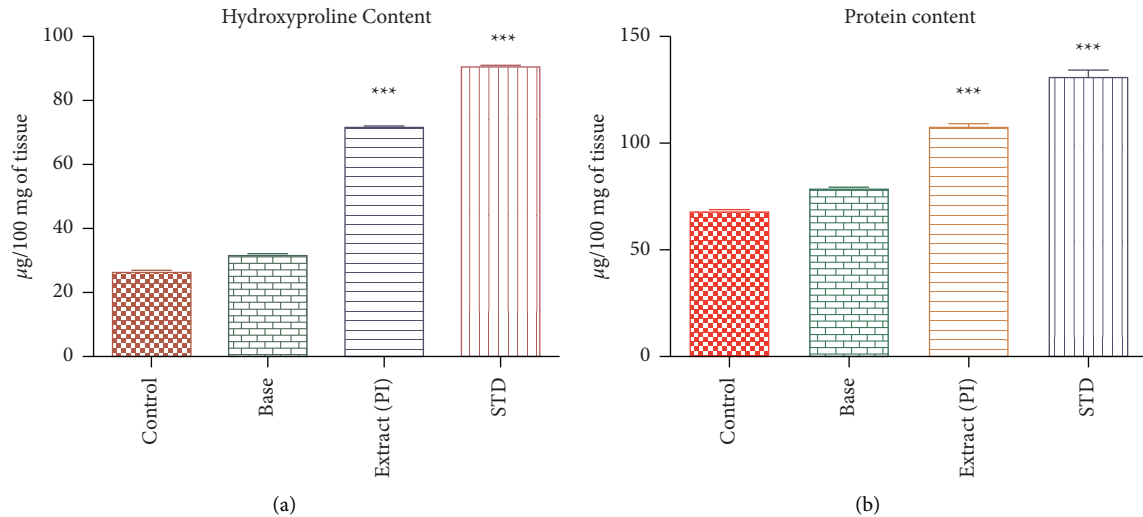 Hydroxyproline Content
100
80
60
40
20
0
μg/100 mg of tissue
***
***
Control
Base
Extract (PI)
STD
(a)
Protein content
150
100
50
0
μg/100 mg of tissue
***
***
Control
Base
Extract (PI)
STD
(b)